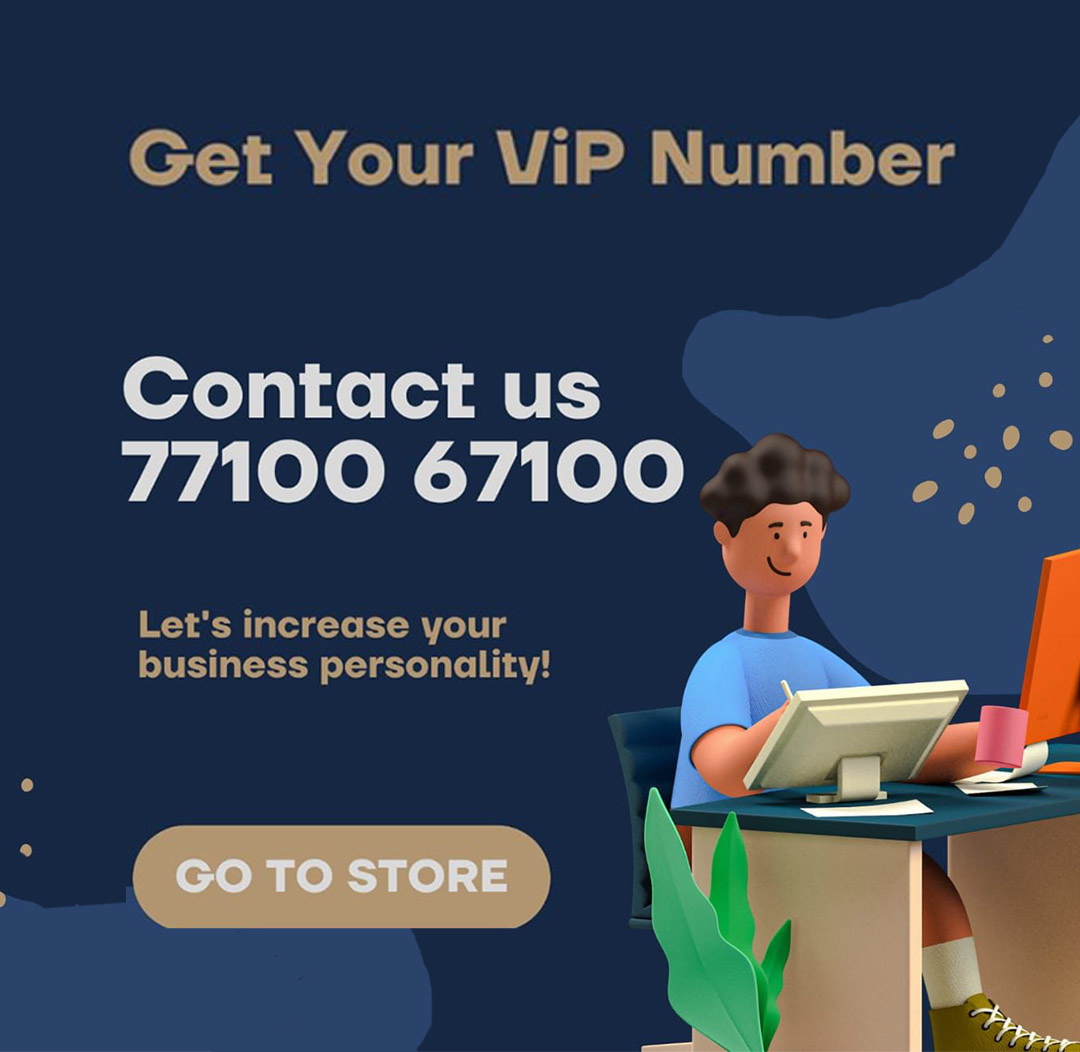 Get Your ViP Number
Contact us
77100 67100
Let's increase your
business personality!
GO TO STORE